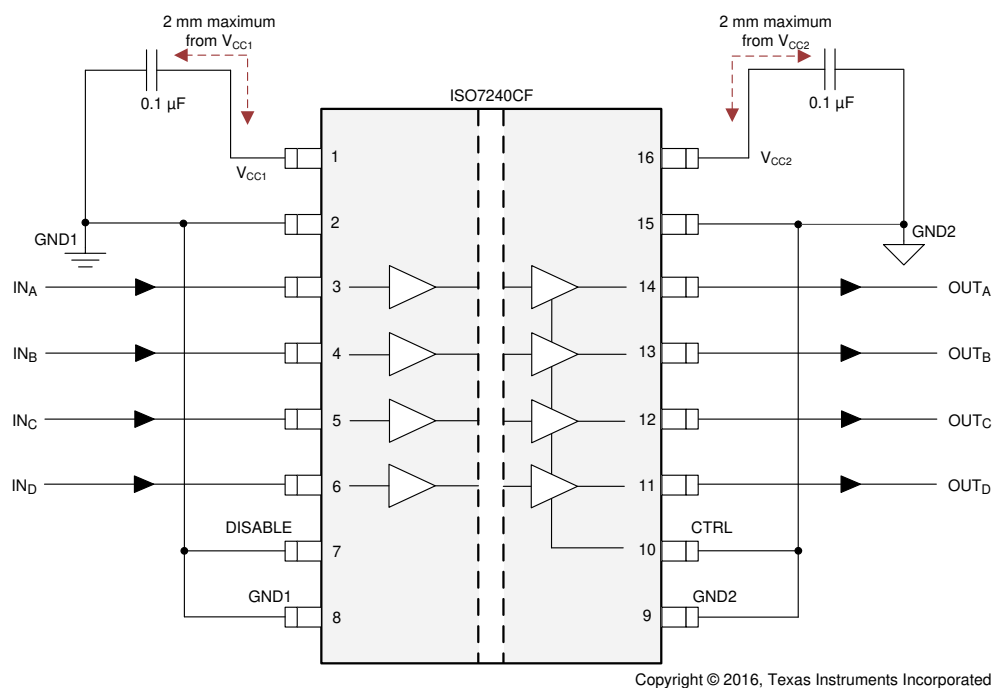 2 mm maximum
from VCC1
2 mm maximum
from VCC2
0.1 µF
0.1 µF
ISO7240CF
VCC1
1
16
VCC2
2
15
GND1
GND2
INA
3
14
OUTA
INB
4
13
OUTB
INC
5
12
OUTC
IND
6
11
OUTD
DISABLE
7
10
CTRL
GND1
8
9
GND2
Copyright © 2016, Texas Instruments Incorporated